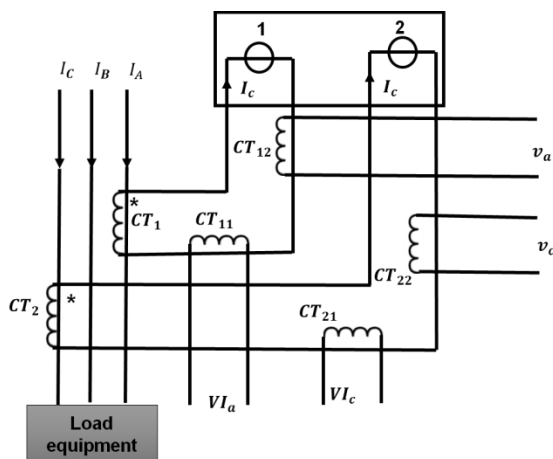 1
2
I_C I_B I_A
I_c
I_c
CT_12
v_a
*
CT_1
CT_11
v_c
CT_22
CT_2
*
CT_21
VI_a
VI_c
Load
equipment